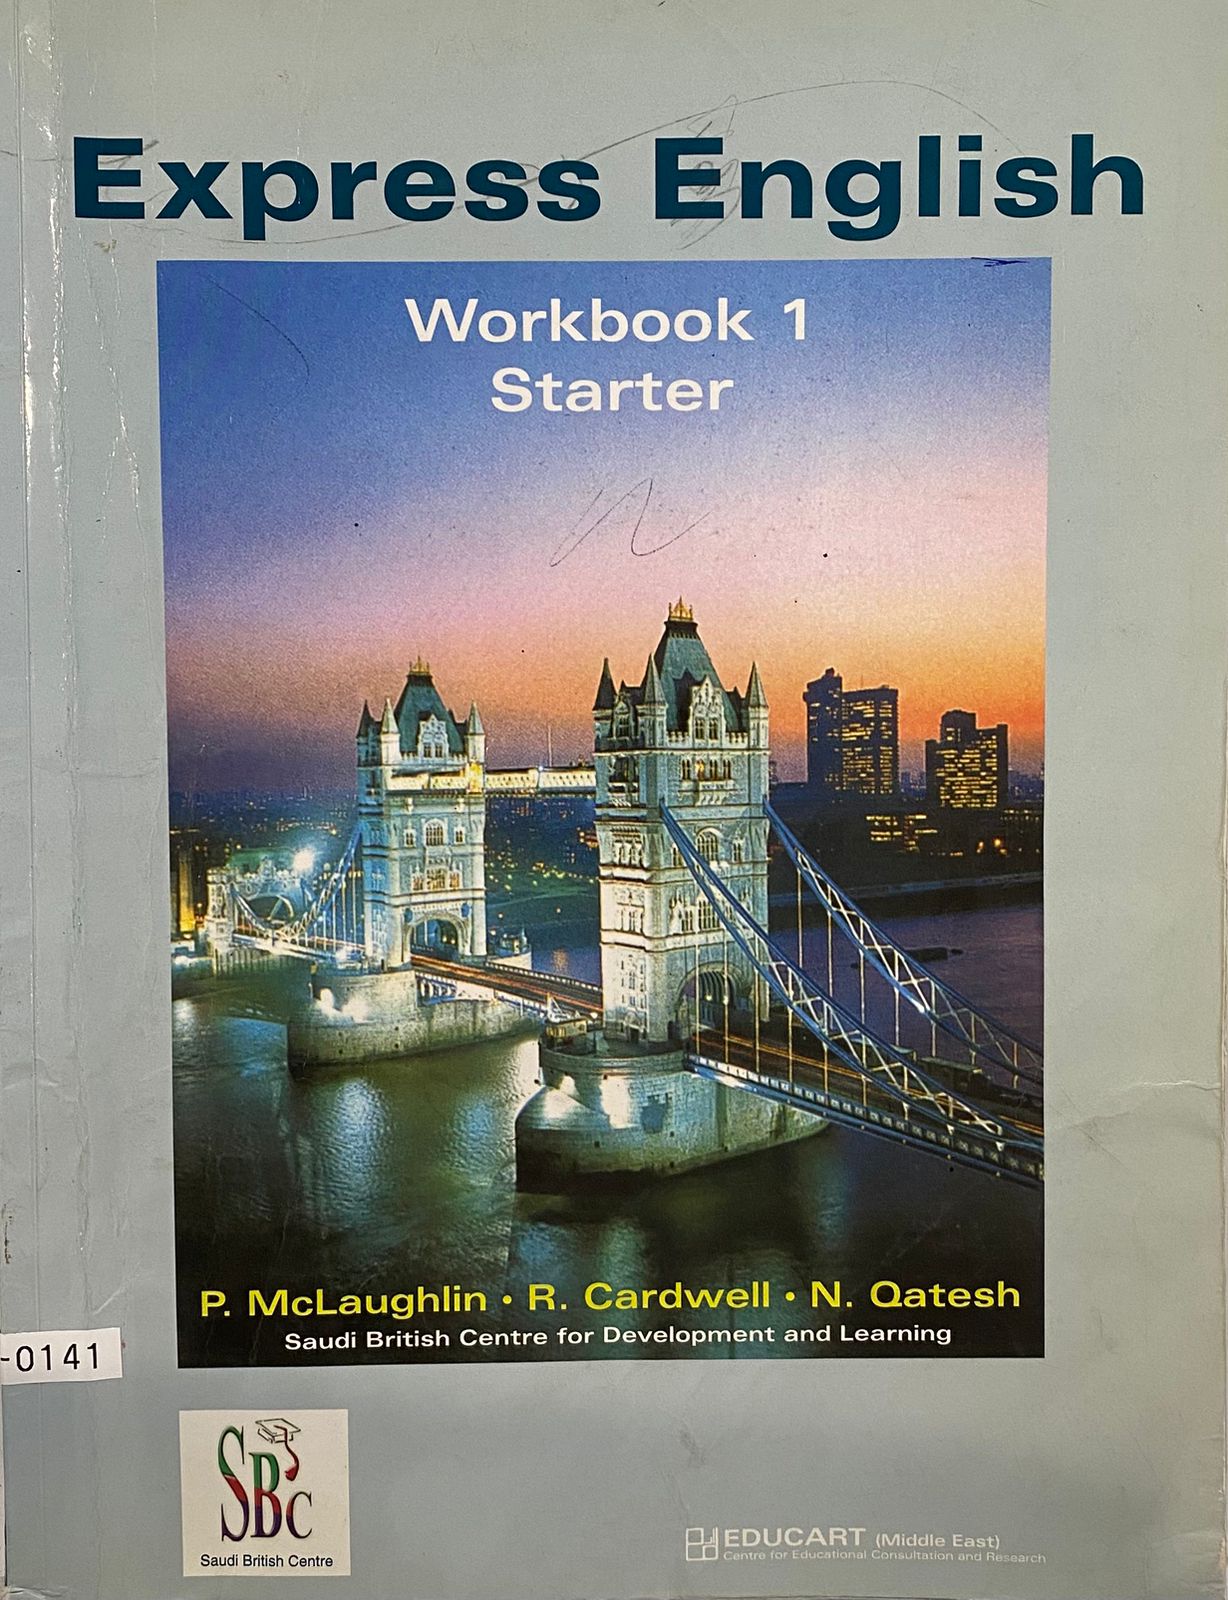 Express English
Workbook 1
Starter
P. McLaughlin • R. Cardwell • N. Qatesh
Saudi British Centre for Development and Learning
-0141
SBC
Saudi British Centre
EDUCART (Middle East)
Centre for Educational Consultation and Research